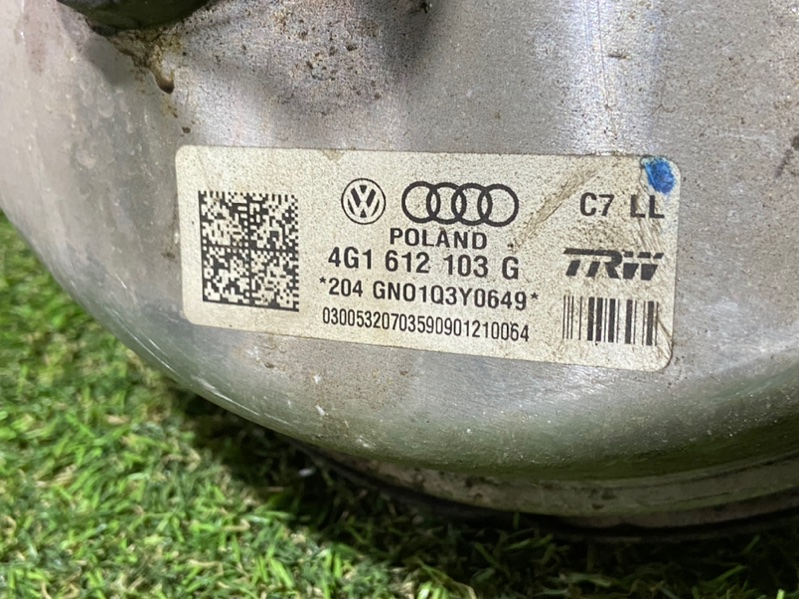 C7 LL
POLAND
4G1 612 103 G
TRW
*204 GN01Q3Y0649*
03005320703590901210064